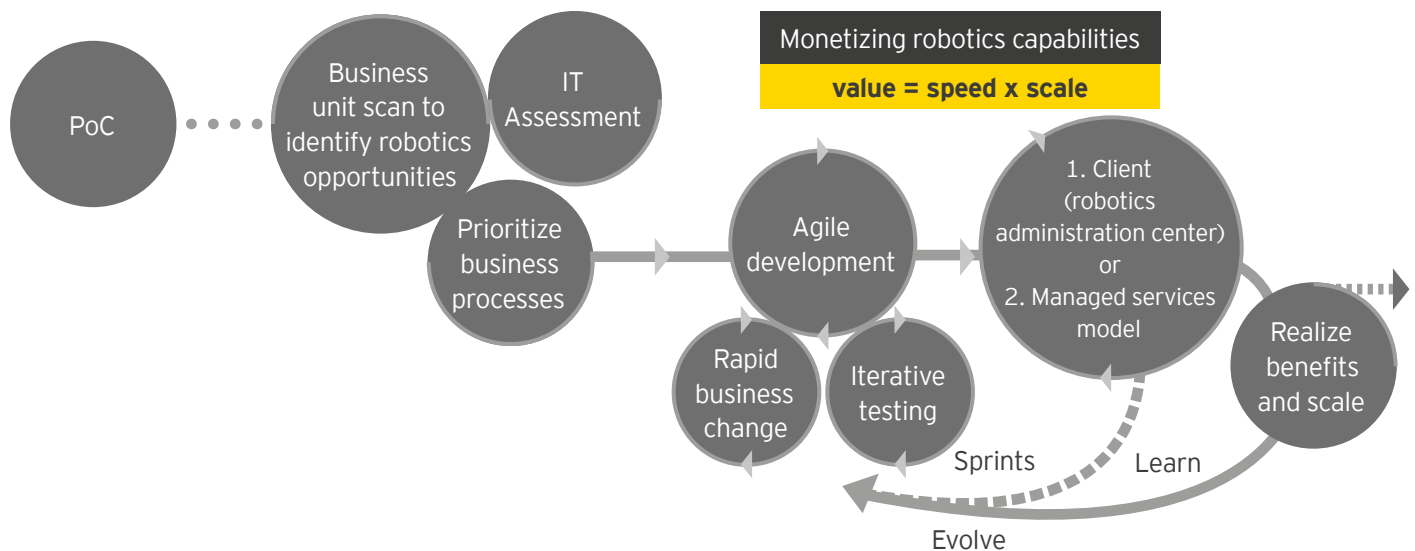 PoC
Business
unit scan to
identify robotics
opportunities
IT
Assessment
Prioritize
business
processes
Monetizing robotics capabilities
value = speed x scale
Agile
development
Rapid
business
change
Iterative
testing
1. Client
(robotics
administration center)
or
2. Managed services
model
Realize
benefits
and scale
Sprints
Learn
Evolve